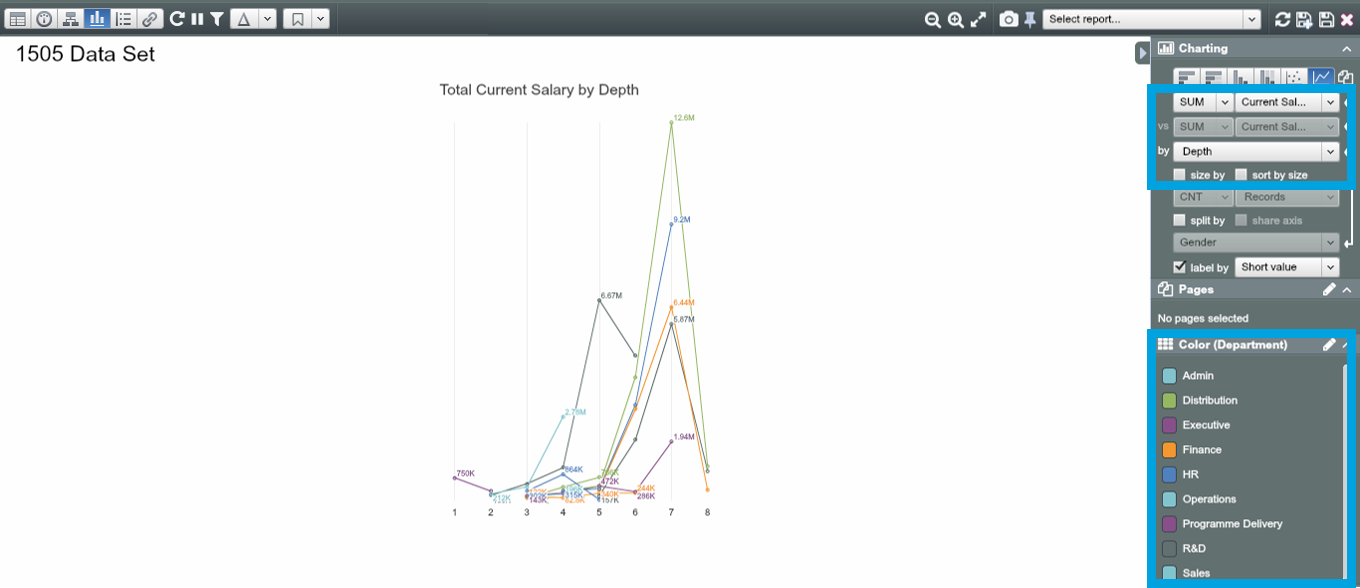 Select report...
1505 Data Set
Total Current Salary by Depth
12.6M
9.2M
6.67M
6.44M
5.87M
2.78M
1.94M
750K
864K
472K
244K
286K
315K
340K
157K
143K
1 2 3 4 5 6 7 8
Charting
SUM Current Sal...
vs SUM Current Sal...
by Depth
size by sort by size
CNT Records
split by share axis
Gender
label by Short value
Pages
No pages selected
Color (Department)
Admin
Distribution
Executive
Finance
HR
Operations
Programme Delivery
R&D
Sales